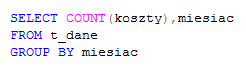 SELECT COUNT(koszty),miesiac
FROM t_dane
GROUP BY miesiac